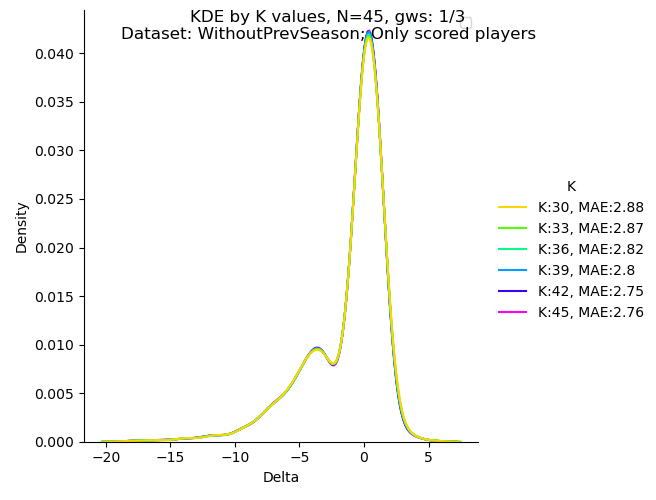 KDE by K values, N=45, gws: 1/3
Dataset: WithoutPrevSeason; Only scored players
0.040
0.035
0.030
0.025
0.020
0.015
0.010
0.005
0.000
Density
−20
−15
−10
−5
0
5
Delta
K
K:30, MAE:2.88
K:33, MAE:2.87
K:36, MAE:2.82
K:39, MAE:2.8
K:42, MAE:2.75
K:45, MAE:2.76